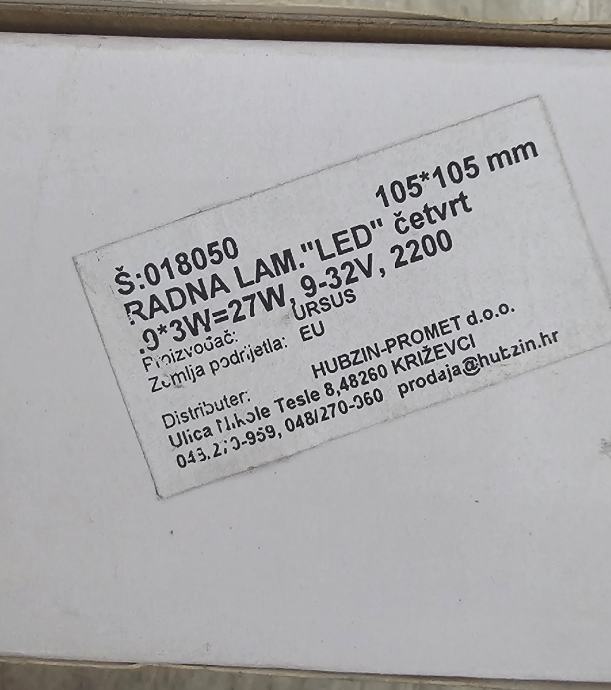 Š:018050 105*105 mm
RADNA LAM."LED" četvrt
9*3W=27W, 9-32V, 2200
Proizvođač: URSUS
Zemlja podrijetla: EU
Distributer: HUBZIN-PROMET d.o.o.
Ulica Nikole Tesle 8,48260 KRIŽEVCI
048/270-060 prodaja@hubzin.hr